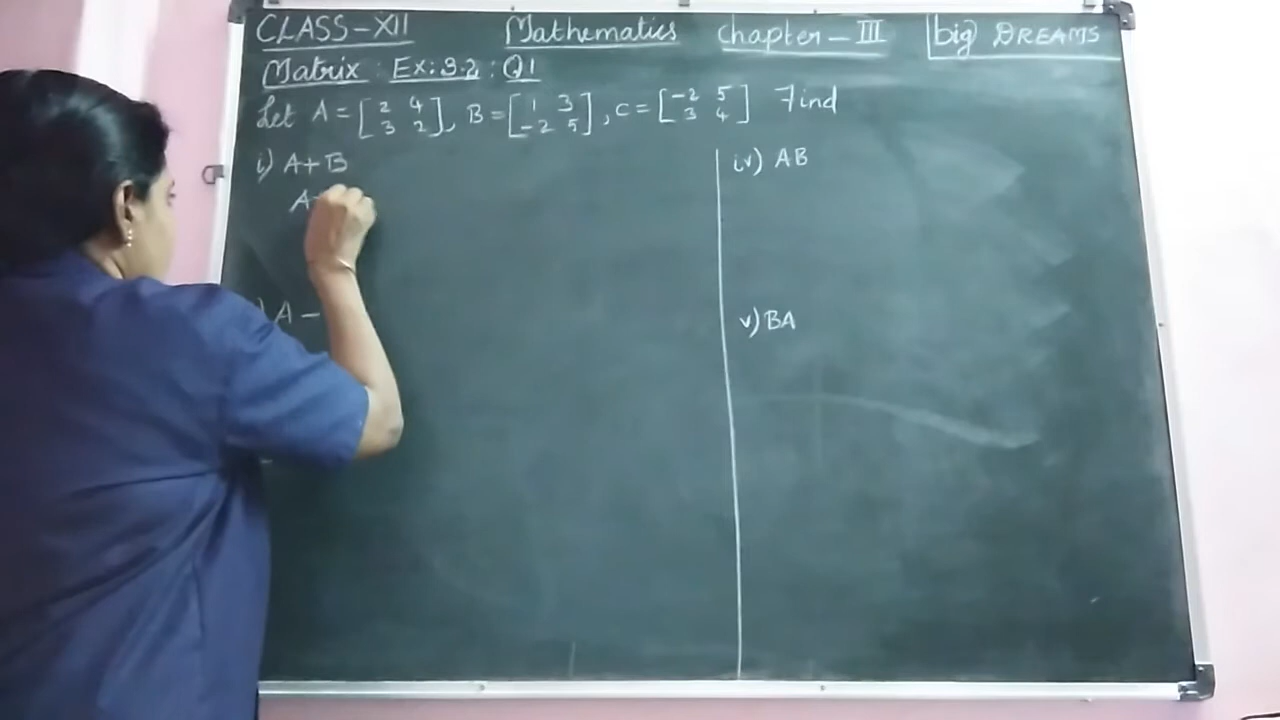 CLASS-XII Mathematics Chapter-III big DREAMS
Matrix : Ex: 3.2 : Q1
Let A = [2 4 3 2], B = [1 3 -2 5], C = [-2 5 3 4] Find
i) A+B
A+
) A -
iv) AB
v) BA